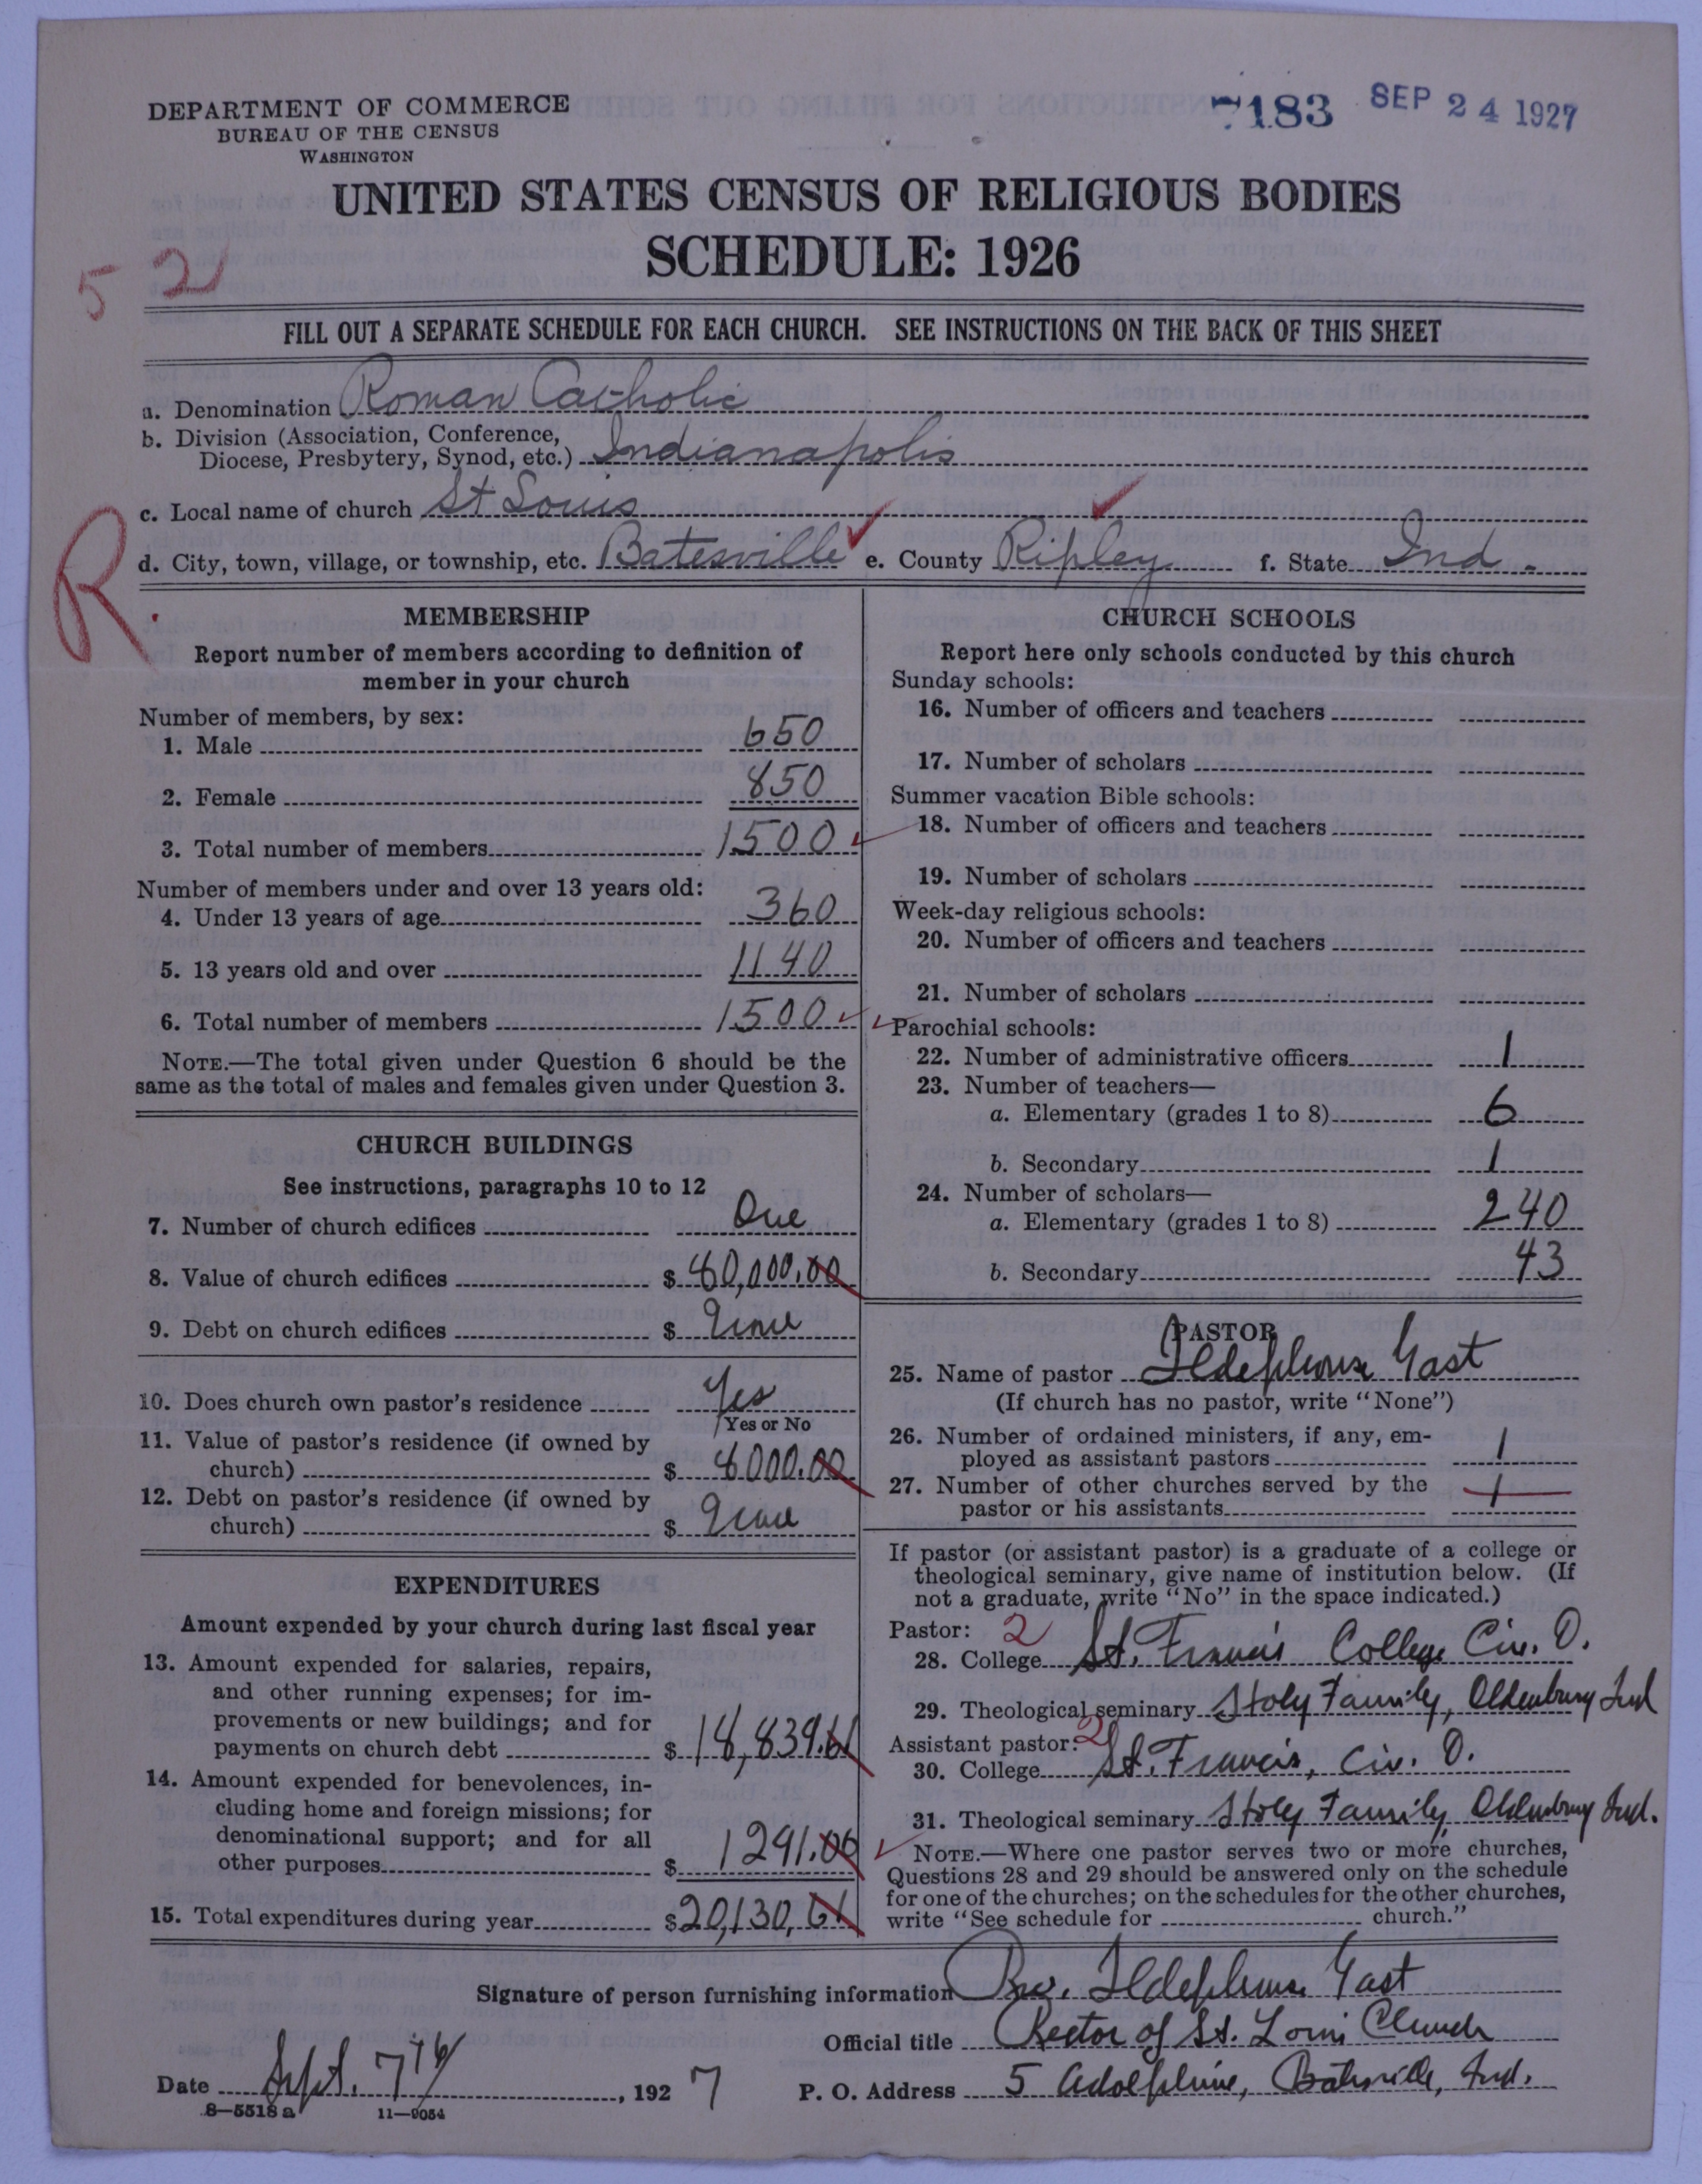 DEPARTMENT OF COMMERCE
BUREAU OF THE CENSUS
WASHINGTON
7183 SEP 24 1927
UNITED STATES CENSUS OF RELIGIOUS BODIES
SCHEDULE: 1926
52
FILL OUT A SEPARATE SCHEDULE FOR EACH CHURCH. SEE INSTRUCTIONS ON THE BACK OF THIS SHEET
a. Denomination Roman Catholic
b. Division (Association, Conference,
Diocese, Presbytery, Synod, etc.) Indianapolis
c. Local name of church St Louis
d. City, town, village, or township, etc. Batesville e. County Ripley f. State Ind.
R.
MEMBERSHIP
Report number of members according to definition of
member in your church
Number of members, by sex:
1. Male 650
2. Female 850
3. Total number of members 1500
Number of members under and over 13 years old:
4. Under 13 years of age 360
5. 13 years old and over 1140
6. Total number of members 1500
NOTE.—The total given under Question 6 should be the
same as the total of males and females given under Question 3.
CHURCH BUILDINGS
See instructions, paragraphs 10 to 12
7. Number of church edifices One
8. Value of church edifices $ 60,000.00
9. Debt on church edifices $ None
10. Does church own pastor's residence Yes
Yes or No
11. Value of pastor's residence (if owned by
church) $ 6000.00
12. Debt on pastor's residence (if owned by
church) $ None
EXPENDITURES
Amount expended by your church during last fiscal year
13. Amount expended for salaries, repairs,
and other running expenses; for im-
provements or new buildings; and for
payments on church debt $ 18,839.61
14. Amount expended for benevolences, in-
cluding home and foreign missions; for
denominational support; and for all
other purposes $ 1291.00
15. Total expenditures during year $ 20,130,61
CHURCH SCHOOLS
Report here only schools conducted by this church
Sunday schools:
16. Number of officers and teachers
17. Number of scholars
Summer vacation Bible schools:
18. Number of officers and teachers
19. Number of scholars
Week-day religious schools:
20. Number of officers and teachers
21. Number of scholars
Parochial schools:
22. Number of administrative officers 1
23. Number of teachers—
a. Elementary (grades 1 to 8) 6
b. Secondary 1
24. Number of scholars—
a. Elementary (grades 1 to 8) 240
b. Secondary 43
PASTOR
25. Name of pastor Ildephonse Gast
(If church has no pastor, write "None")
26. Number of ordained ministers, if any, em-
ployed as assistant pastors 1
27. Number of other churches served by the
pastor or his assistants 1
If pastor (or assistant pastor) is a graduate of a college or
theological seminary, give name of institution below. (If
not a graduate, write "No" in the space indicated.)
Pastor: 2
28. College St. Francis College Cin. O.
29. Theological seminary Holy Family, Oldenburg Ind
Assistant pastor: 2
30. College St. Francis, Cin. O.
31. Theological seminary Holy Family, Oldenburg Ind.
NOTE.—Where one pastor serves two or more churches,
Questions 28 and 29 should be answered only on the schedule
for one of the churches; on the schedules for the other churches,
write "See schedule for church."
Signature of person furnishing information Rev. Ildephonse Gast
Official title Rector of St. Louis Church
Date Sept. 7th, 1927 P. O. Address 5 Adolphine, Batesville, Ind.
8—5518 a 11—9054